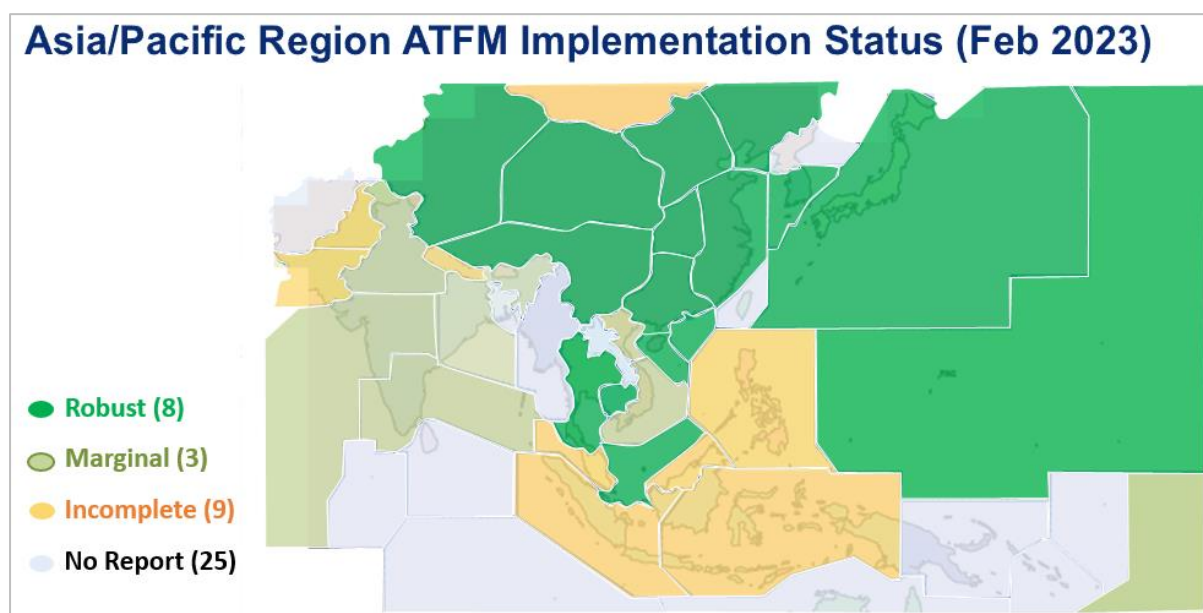 Asia/Pacific Region ATFM Implementation Status (Feb 2023)
Robust (8)
Marginal (3)
Incomplete (9)
No Report (25)